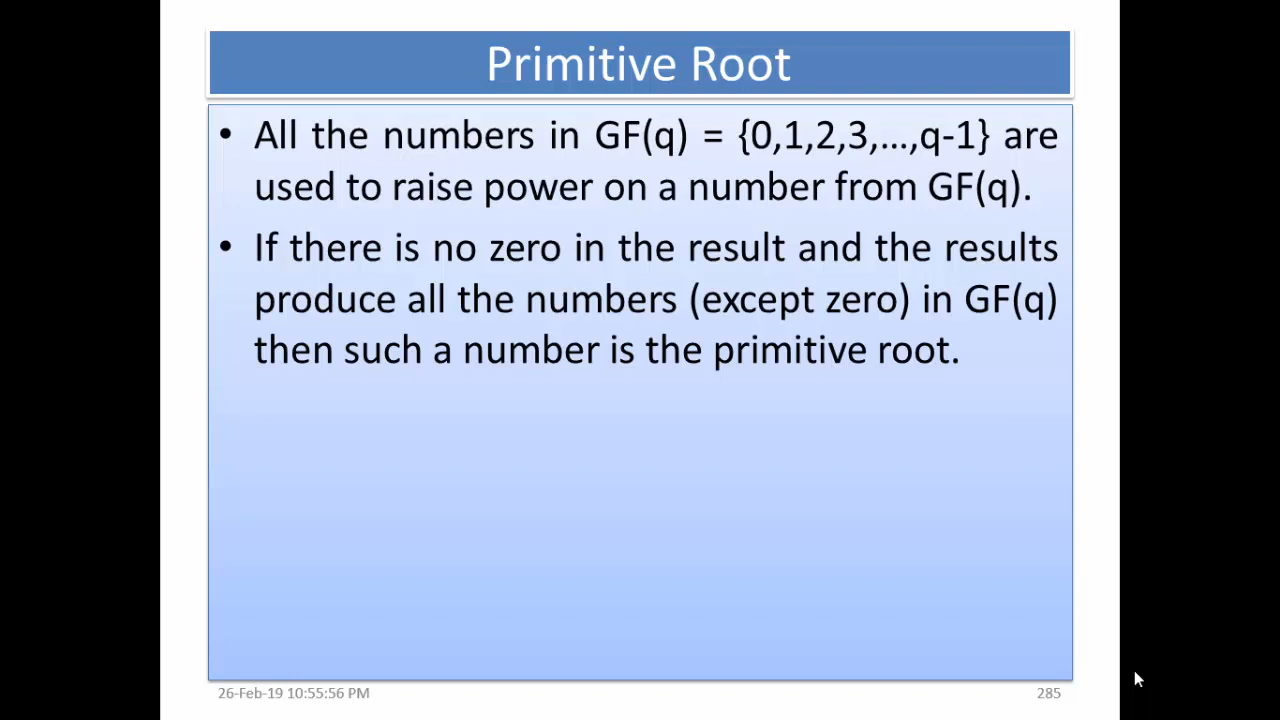 Primitive Root
• All the numbers in GF(q) = {0,1,2,3,...,q-1} are
used to raise power on a number from GF(q).
• If there is no zero in the result and the results
produce all the numbers (except zero) in GF(q)
then such a number is the primitive root.
26-Feb-19 10:55:56 PM
285